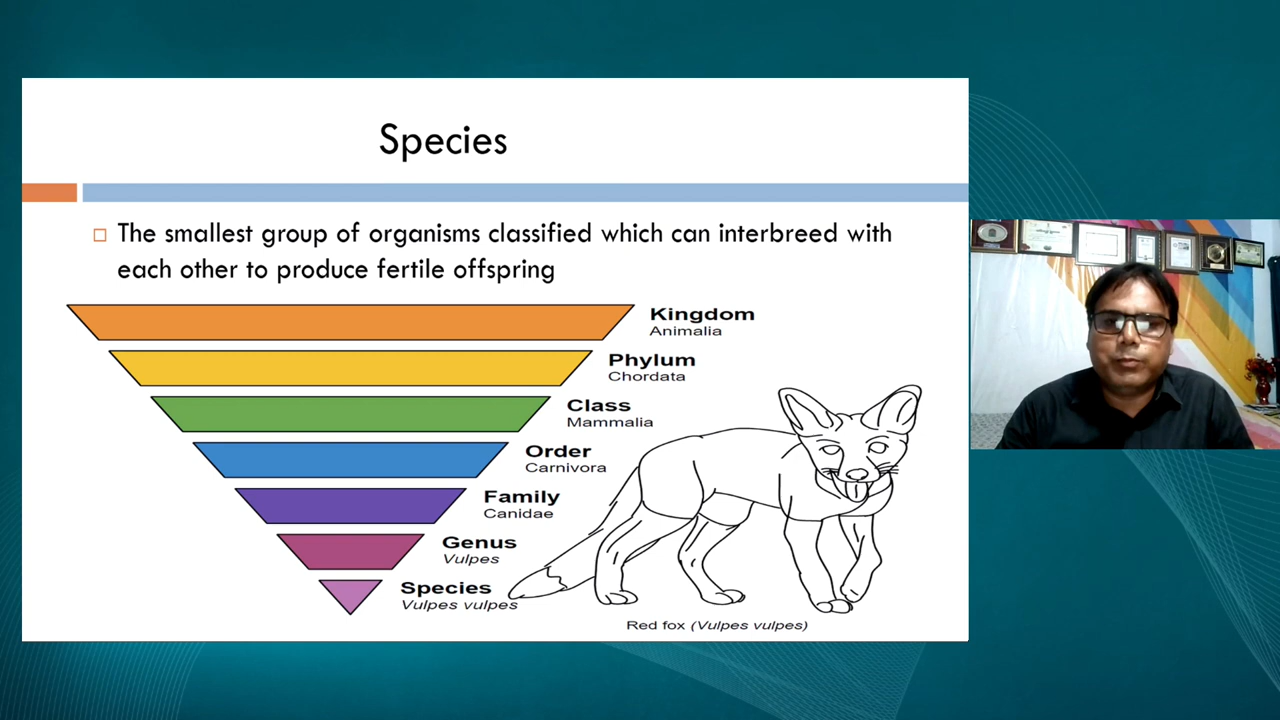 Species
The smallest group of organisms classified which can interbreed with
each other to produce fertile offspring
Kingdom
Animalia
Phylum
Chordata
Class
Mammalia
Order
Carnivora
Family
Canidae
Genus
Vulpes
Species
Vulpes vulpes
Red fox (Vulpes vulpes)